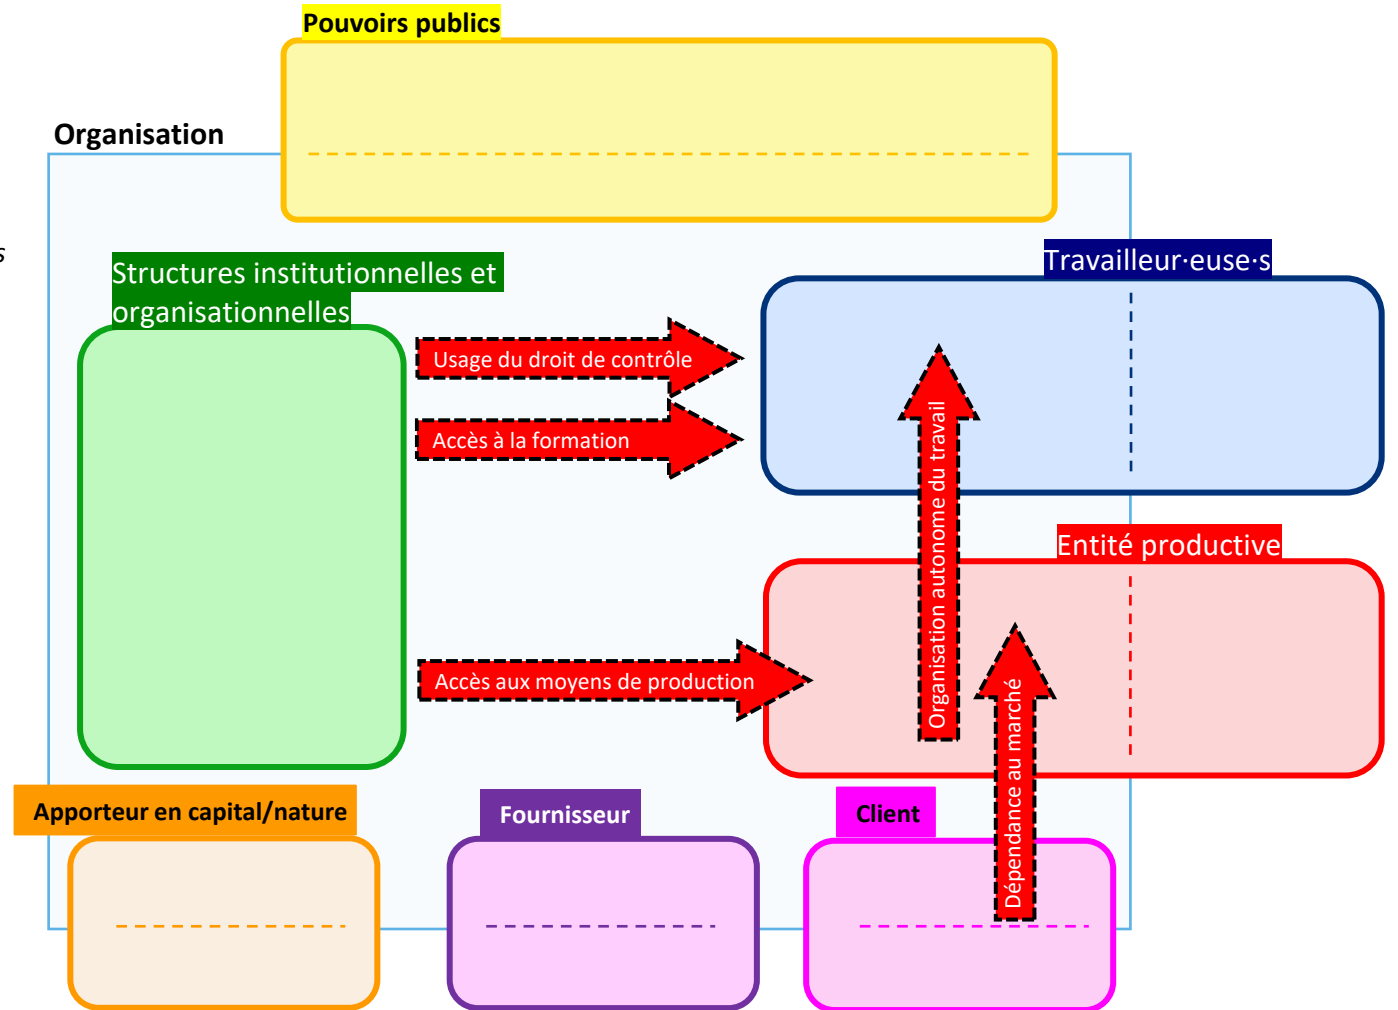 Pouvoirs publics
Organisation
s
Structures institutionnelles et
organisationnelles
Travailleur·euse·s
Usage du droit de contrôle
Accès à la formation
Organisation autonome du travail
Entité productive
Accès aux moyens de production
Dépendance au marché
Apporteur en capital/nature
Fournisseur
Client